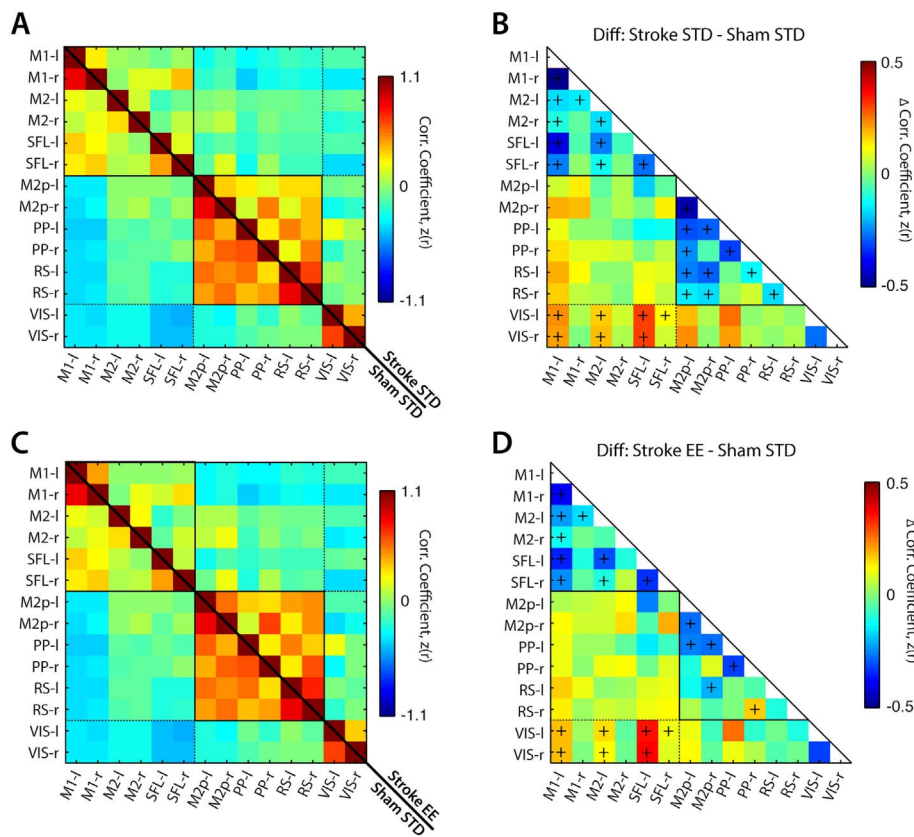 A
M1-l
M1-r
M2-l
M2-r
SFL-l
SFL-r
M2p-l
M2p-r
PP-l
PP-r
RS-l
RS-r
VIS-l
VIS-r
M1-l M1-r M2-l M2-r SFL-l SFL-r M2p-l M2p-r PP-l PP-r RS-l RS-r VIS-l VIS-r
Stroke STD
Sham STD
1.1
0
-1.1
Corr. Coefficient, z(r)
B
Diff: Stroke STD - Sham STD
M1-l
M1-r
M2-l
M2-r
SFL-l
SFL-r
M2p-l
M2p-r
PP-l
PP-r
RS-l
RS-r
VIS-l
VIS-r
M1-l M1-r M2-l M2-r SFL-l SFL-r M2p-l M2p-r PP-l PP-r RS-l RS-r VIS-l VIS-r
0.5
0
-0.5
Δ Corr. Coefficient, z(r)
C
M1-l
M1-r
M2-l
M2-r
SFL-l
SFL-r
M2p-l
M2p-r
PP-l
PP-r
RS-l
RS-r
VIS-l
VIS-r
M1-l M1-r M2-l M2-r SFL-l SFL-r M2p-l M2p-r PP-l PP-r RS-l RS-r VIS-l VIS-r
Stroke EE
Sham STD
1.1
0
-1.1
Corr. Coefficient, z(r)
D
Diff: Stroke EE - Sham STD
M1-l
M1-r
M2-l
M2-r
SFL-l
SFL-r
M2p-l
M2p-r
PP-l
PP-r
RS-l
RS-r
VIS-l
VIS-r
M1-l M1-r M2-l M2-r SFL-l SFL-r M2p-l M2p-r PP-l PP-r RS-l RS-r VIS-l VIS-r
0.5
0
-0.5
Δ Corr. Coefficient, z(r)